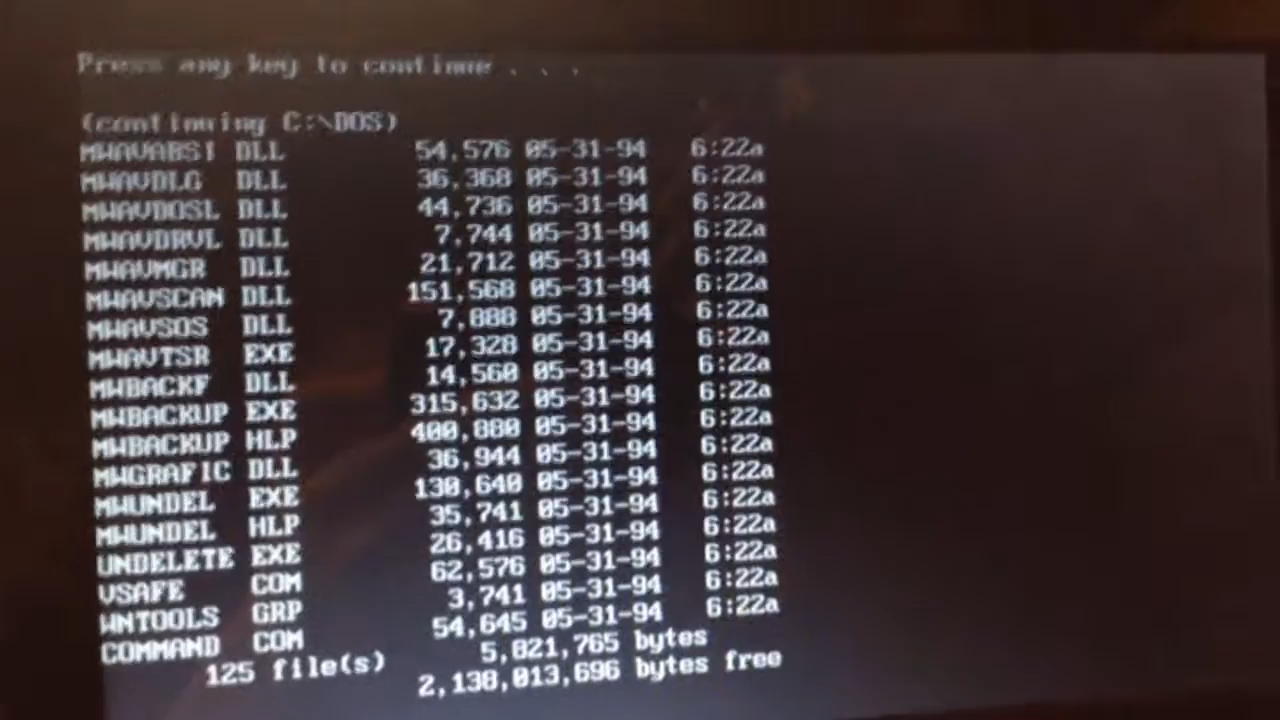 Press any key to continue . . .
(continuing C:\DOS)
MWAVABSI DLL 54,576 05-31-94 6:22a
MWAVDLG DLL 36,368 05-31-94 6:22a
MWAVDOSL DLL 44,736 05-31-94 6:22a
MWAVDRVL DLL 7,744 05-31-94 6:22a
MWAVMGR DLL 21,712 05-31-94 6:22a
MWAVSCAN DLL 151,568 05-31-94 6:22a
MWAVSOS DLL 7,888 05-31-94 6:22a
MWAVTSR EXE 17,328 05-31-94 6:22a
MWBACKF DLL 14,560 05-31-94 6:22a
MWBACKUP EXE 315,632 05-31-94 6:22a
MWBACKUP HLP 400,880 05-31-94 6:22a
MWGRAFIC DLL 36,944 05-31-94 6:22a
MWUNDEL EXE 130,640 05-31-94 6:22a
MWUNDEL HLP 35,741 05-31-94 6:22a
UNDELETE EXE 26,416 05-31-94 6:22a
VSAFE COM 62,576 05-31-94 6:22a
WNTOOLS GRP 3,741 05-31-94 6:22a
COMMAND COM 54,645 05-31-94 6:22a
125 file(s) 5,821,765 bytes
2,138,013,696 bytes free